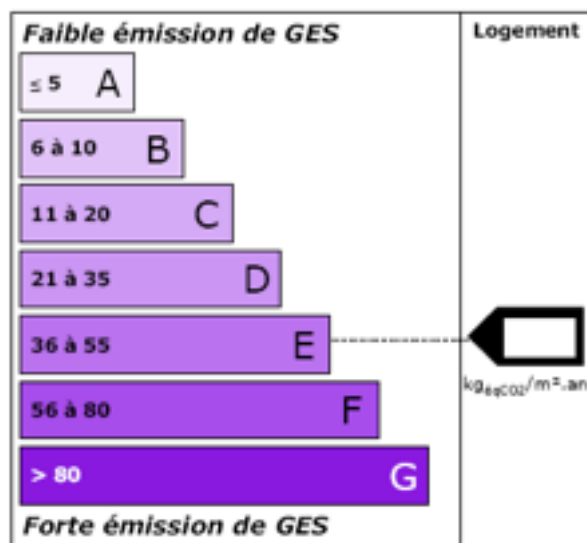 Faible émission de GES
Logement
≤ 5 A
6 à 10 B
11 à 20 C
21 à 35 D
36 à 55 E
kgéqCO2/m².an
56 à 80 F
> 80 G
Forte émission de GES